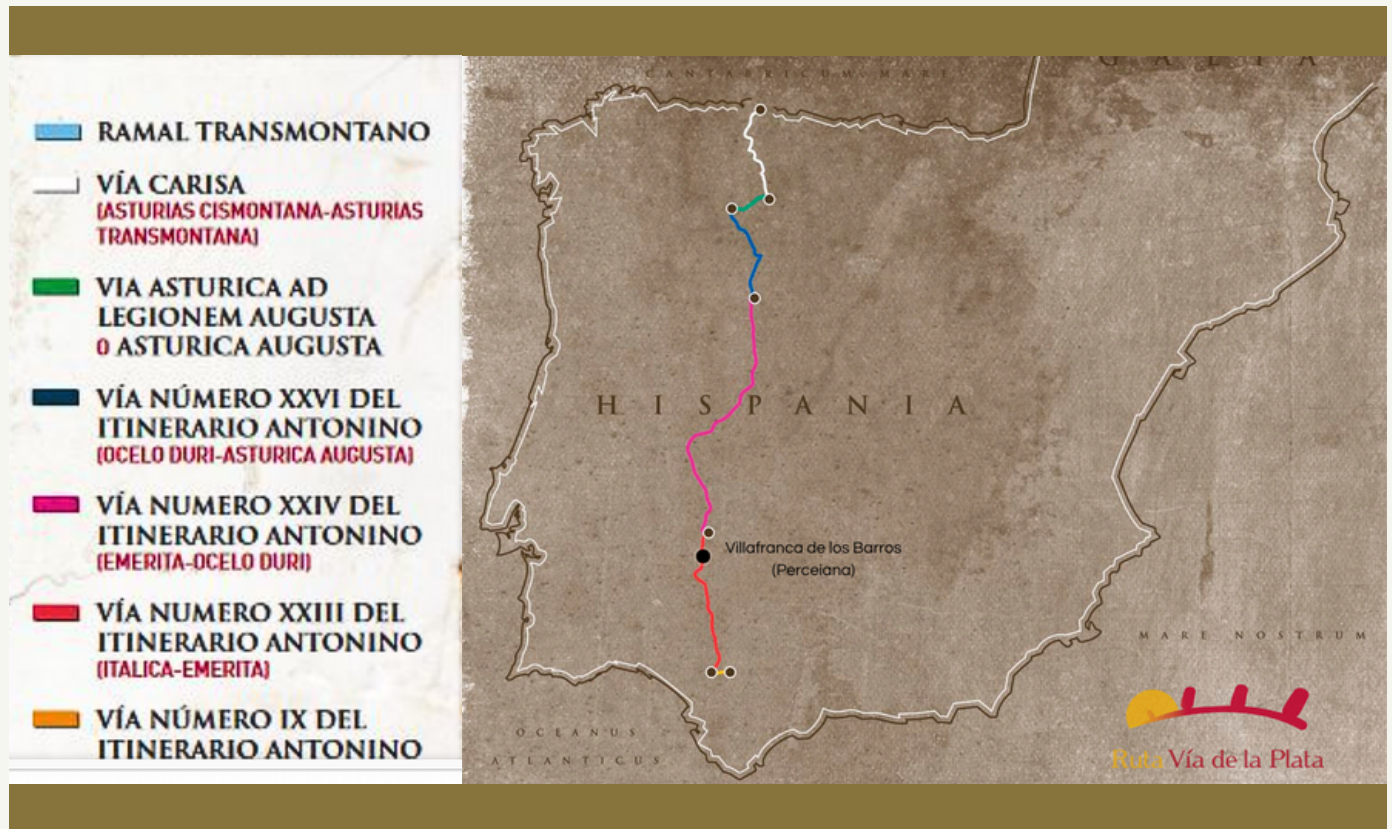 RAMAL TRANSMONTANO
VÍA CARISA
(ASTURIAS CISMONTANA-ASTURIAS
TRANSMONTANA)
VIA ASTURICA AD
LEGIONEM AUGUSTA
O ASTURICA AUGUSTA
VÍA NÚMERO XXVI DEL
ITINERARIO ANTONINO
(OCELO DURI-ASTURICA AUGUSTA)
VÍA NUMERO XXIV DEL
ITINERARIO ANTONINO
(EMERITA-OCELO DURI)
VÍA NUMERO XXIII DEL
ITINERARIO ANTONINO
(ITALICA-EMERITA)
VÍA NÚMERO IX DEL
ITINERARIO ANTONINO
CANTABRICUM MARE
GALIA
HISPANIA
Villafranca de los Barros
(Perceiana)
MARE NOSTRUM
OCEANUS
ATLANTICUS
Ruta Vía de la Plata